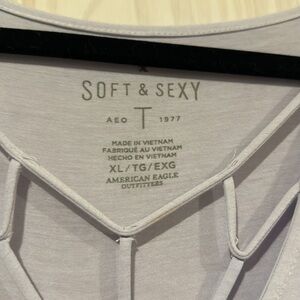 SOFT & SEXY
AEO T 1977
MADE IN VIETNAM
FABRIQUÉ AU VIETNAM
HECHO EN VIETNAM
XL/TG/EXG
AMERICAN EAGLE
OUTFITTERS